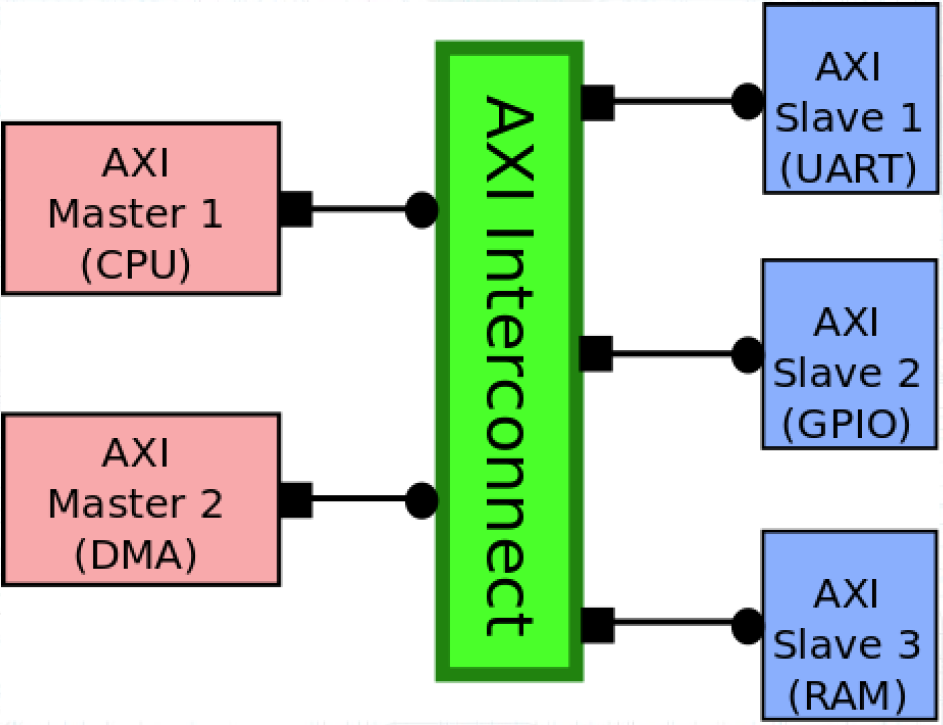 AXI
Master 1
(CPU)
AXI
Master 2
(DMA)
AXI Interconnect
AXI
Slave 1
(UART)
AXI
Slave 2
(GPIO)
AXI
Slave 3
(RAM)